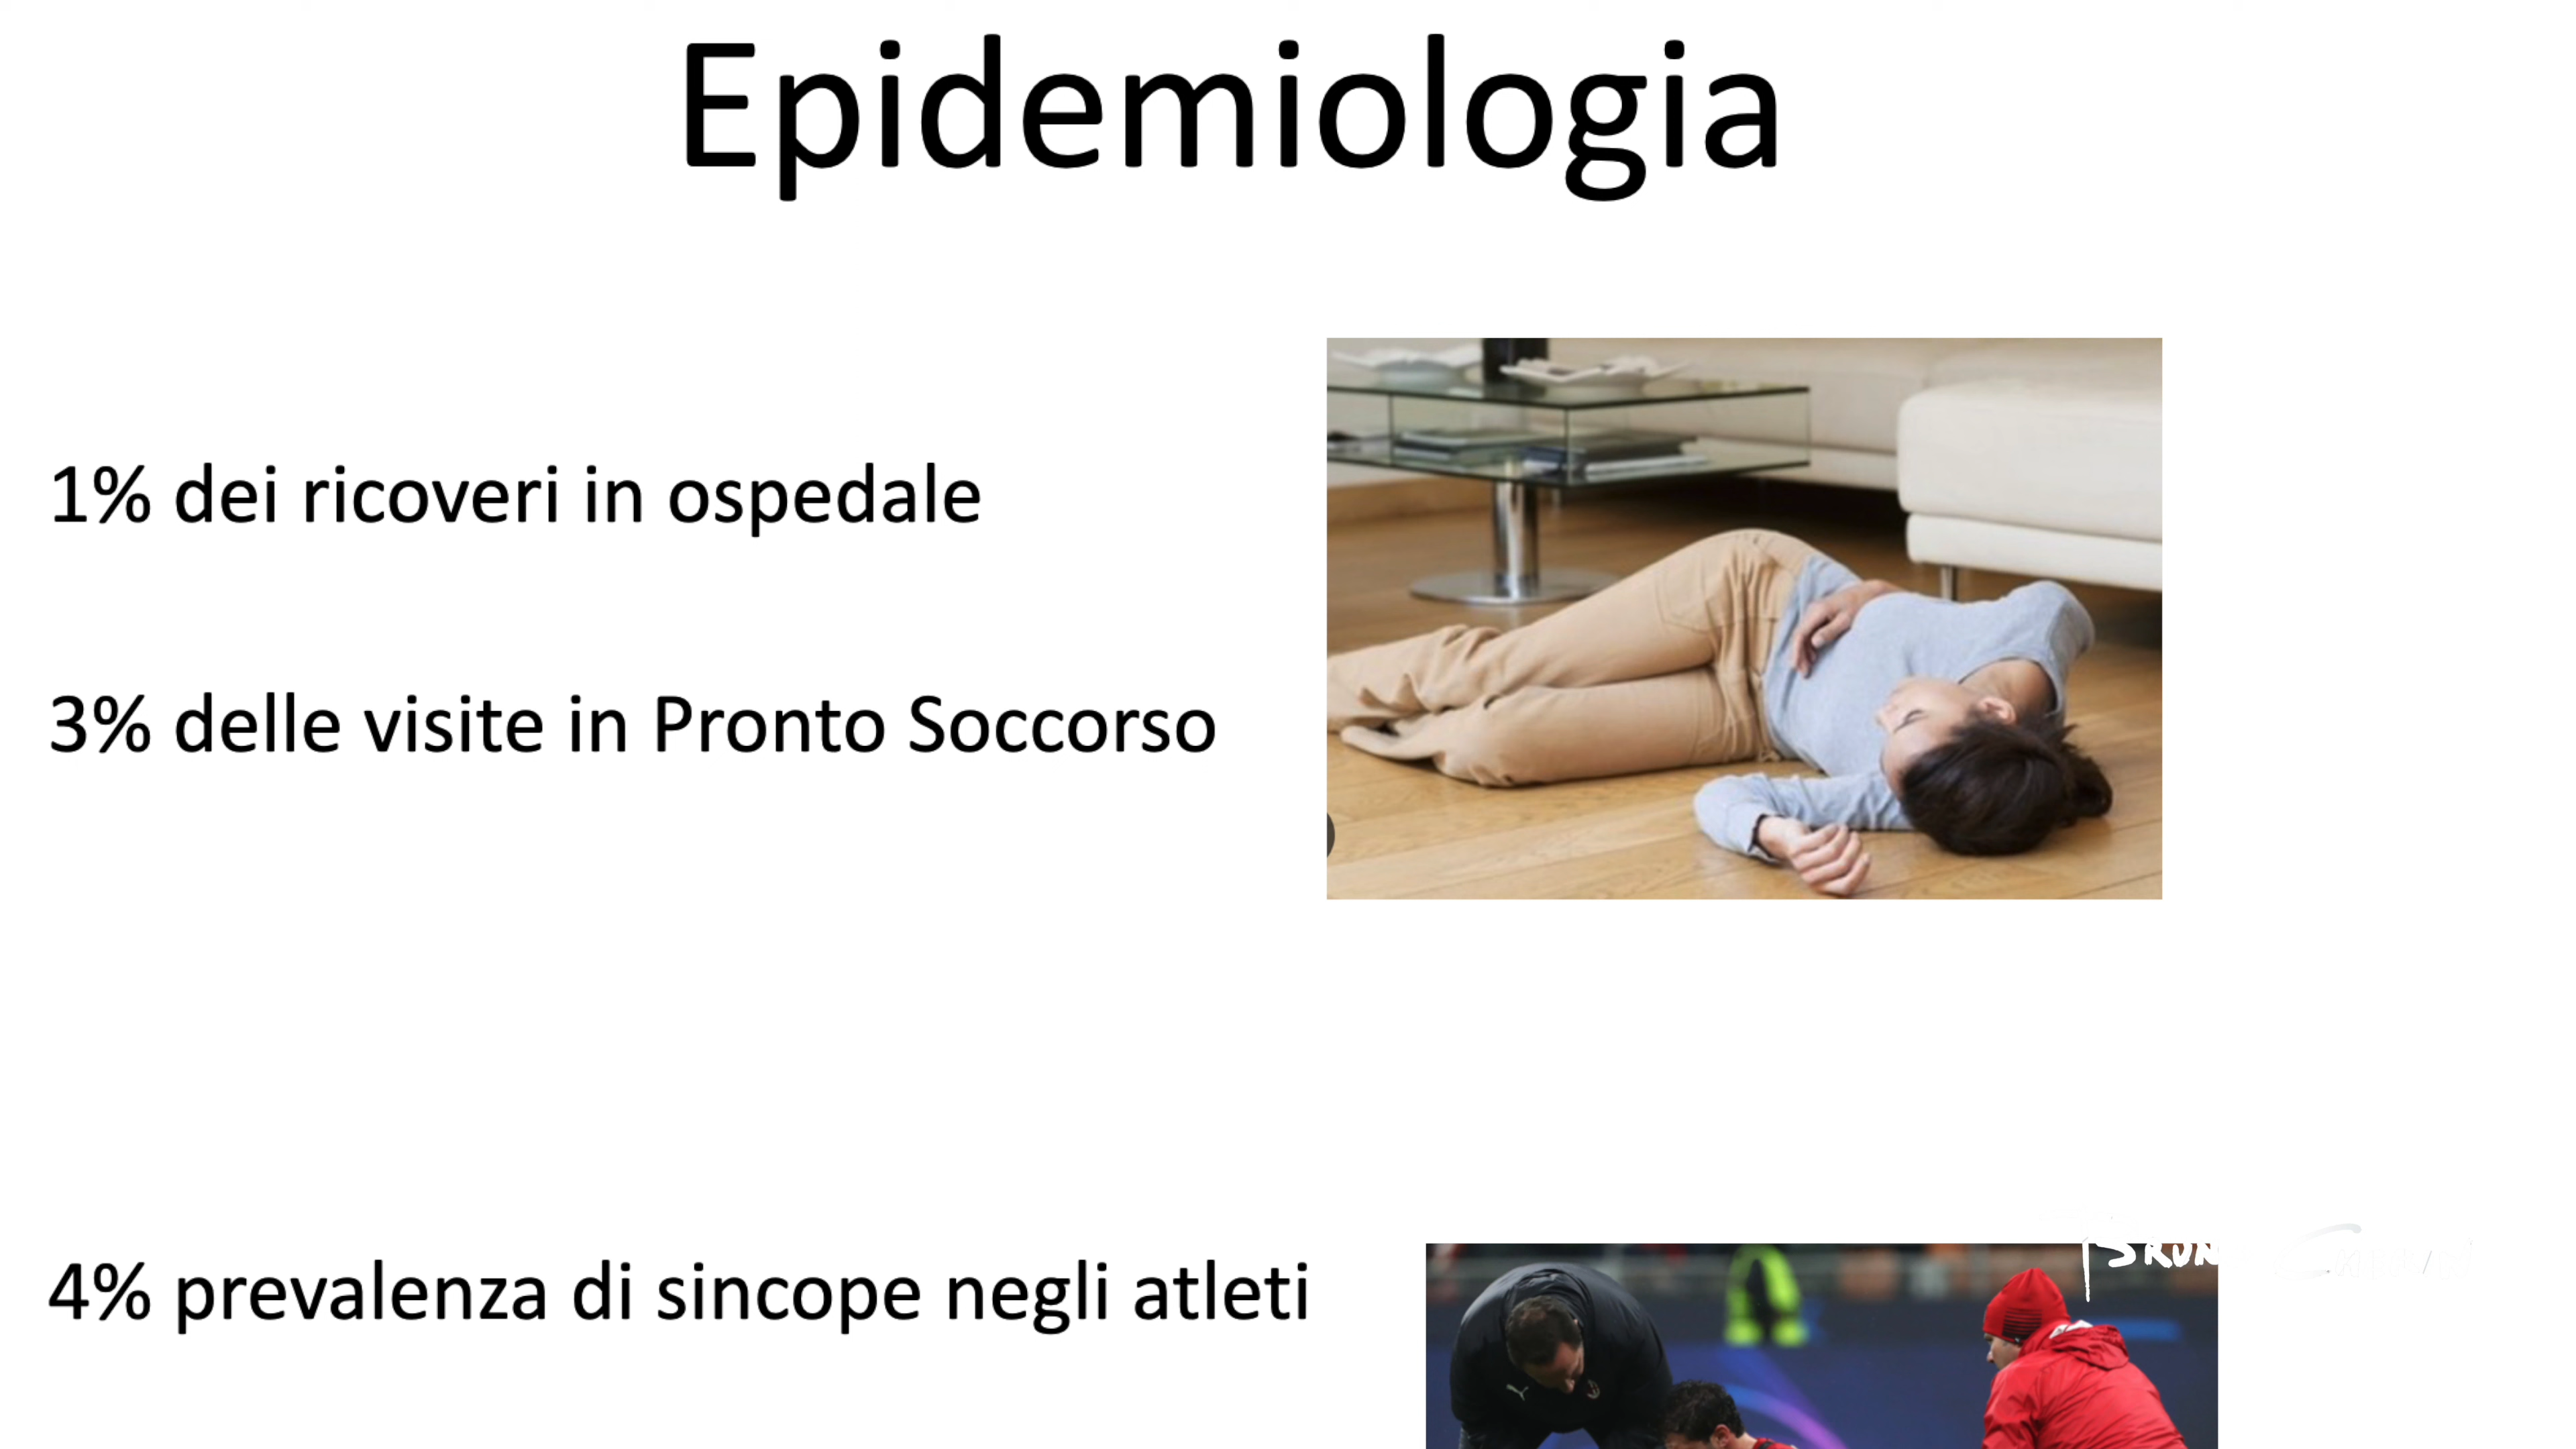 Epidemiologia
1% dei ricoveri in ospedale
3% delle visite in Pronto Soccorso
4% prevalenza di sincope negli atleti